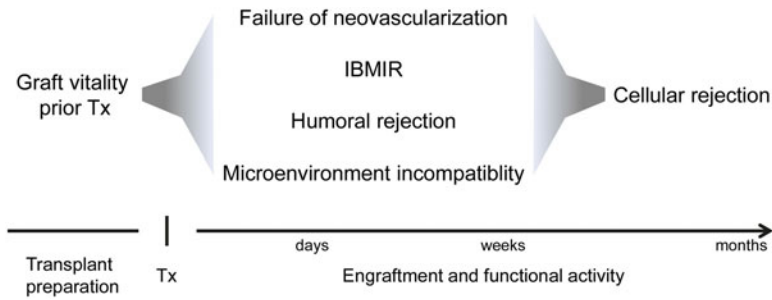 Failure of neovascularization
IBMIR
Graft vitality
prior Tx
Cellular rejection
Humoral rejection
Microenvironment incompatiblity
days
weeks
months
Transplant
preparation
Tx
Engraftment and functional activity